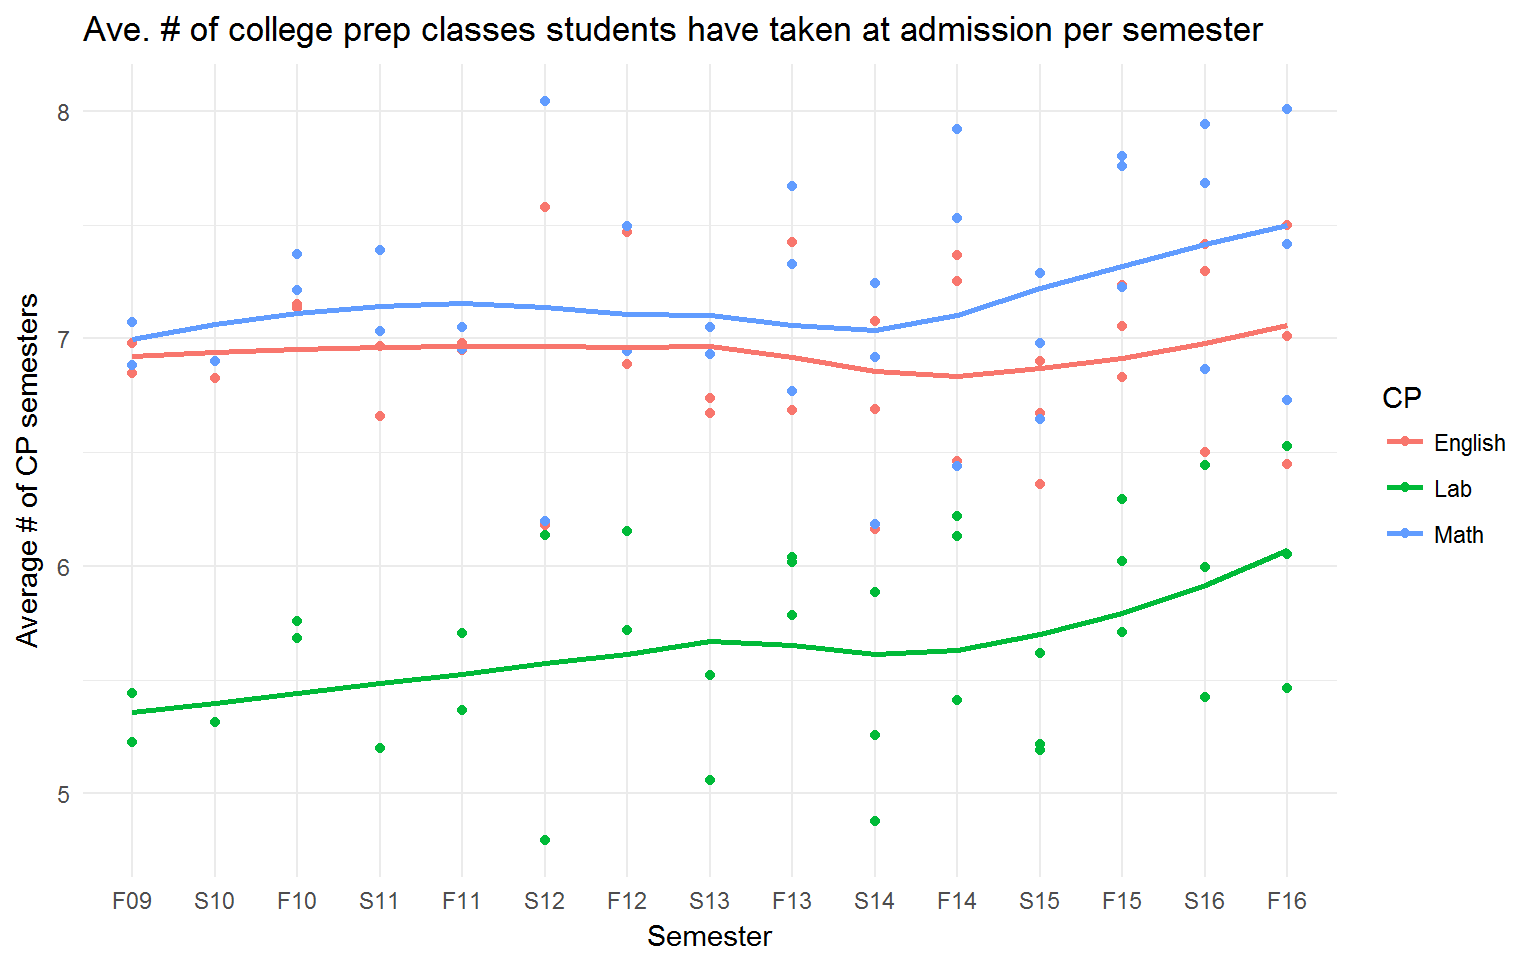 Ave. # of college prep classes students have taken at admission per semester
Average # of CP semesters
8
7
6
5
F09 S10 F10 S11 F11 S12 F12 S13 F13 S14 F14 S15 F15 S16 F16
Semester
CP
English
Lab
Math